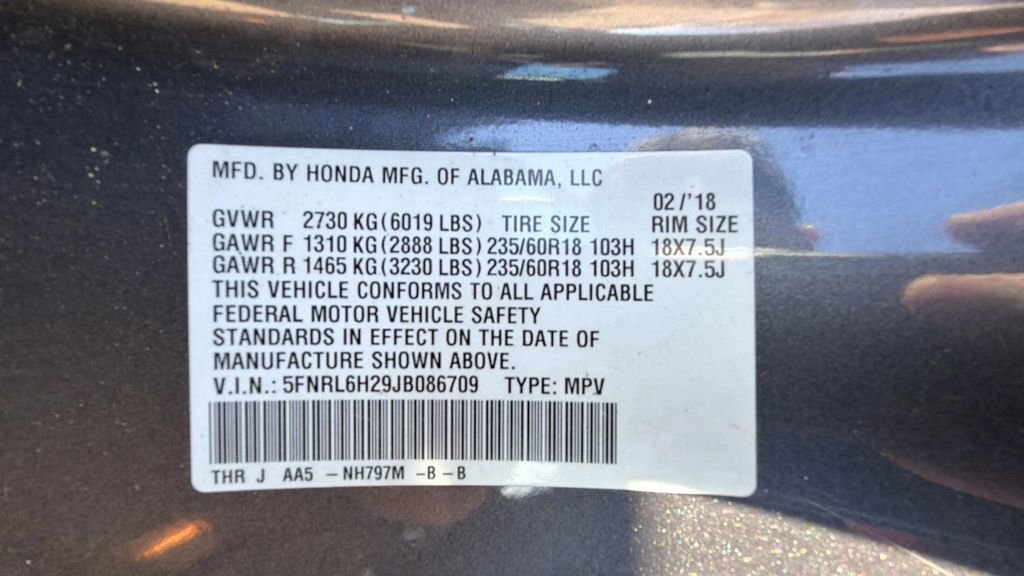 MFD. BY HONDA MFG. OF ALABAMA, LLC
02/'18
GVWR 2730 KG(6019 LBS) TIRE SIZE RIM SIZE
GAWR F 1310 KG(2888 LBS) 235/60R18 103H 18X7.5J
GAWR R 1465 KG(3230 LBS) 235/60R18 103H 18X7.5J
THIS VEHICLE CONFORMS TO ALL APPLICABLE
FEDERAL MOTOR VEHICLE SAFETY
STANDARDS IN EFFECT ON THE DATE OF
MANUFACTURE SHOWN ABOVE.
V.I.N.: 5FNRL6H29JB086709 TYPE: MPV
THR J AA5 -NH797M -B-B